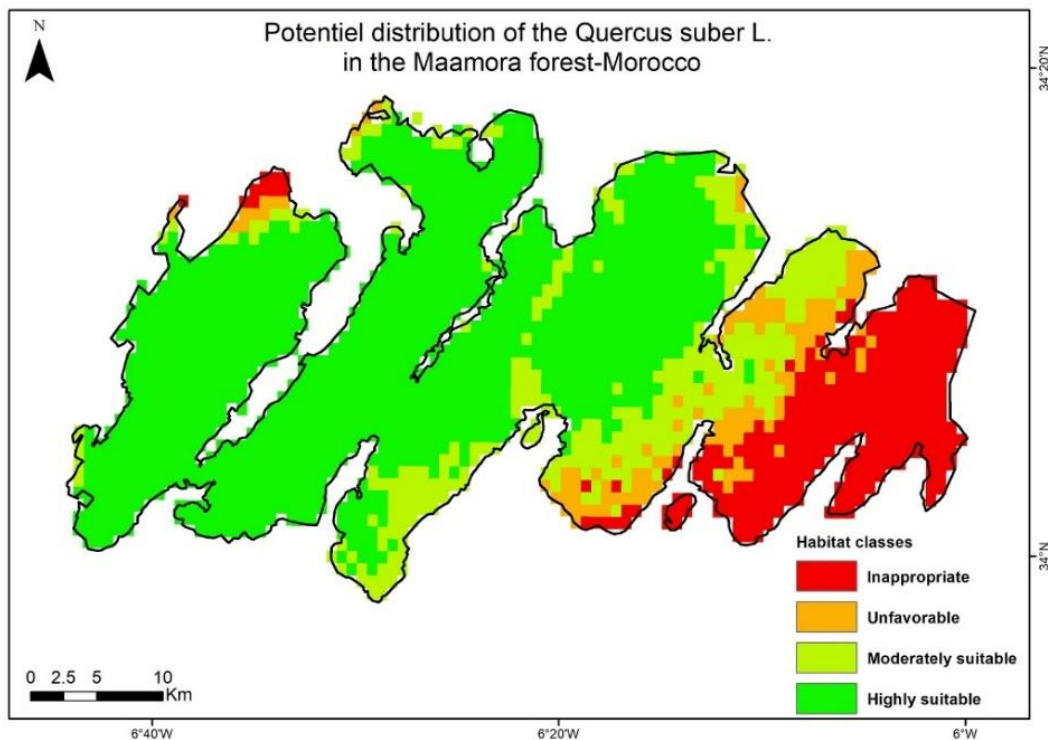 Potentiel distribution of the Quercus suber L.
in the Maamora forest-Morocco
N
34°20'N
34°N
Habitat classes
Inappropriate
Unfavorable
Moderately suitable
Highly suitable
0 2.5 5 10
Km
6°40'W 6°20'W 6°W